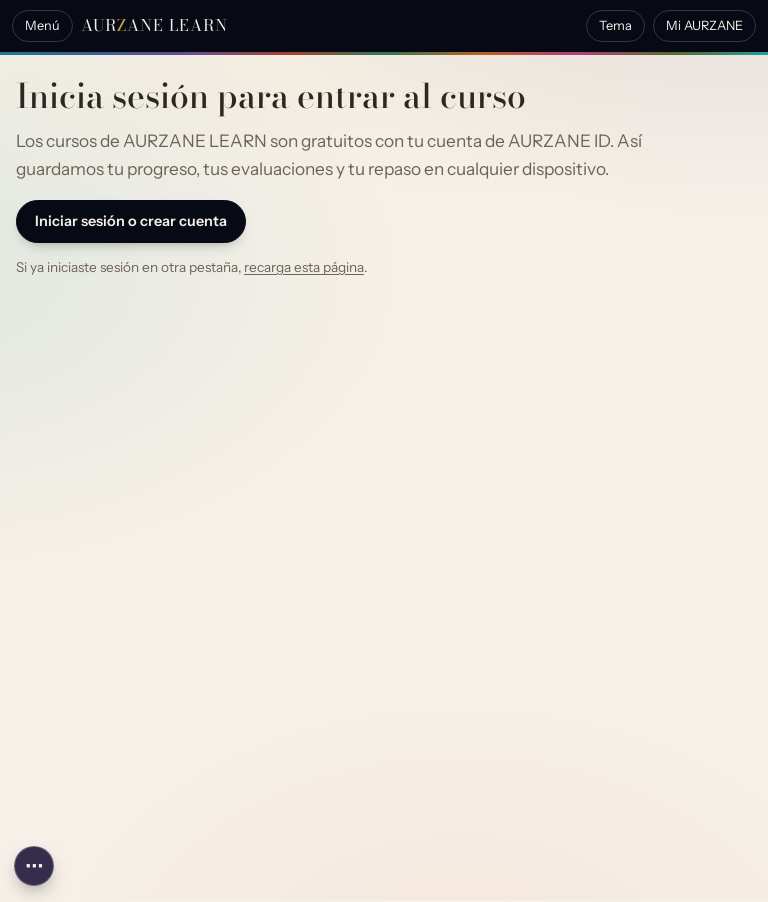 Menú
AURZANE LEARN
Tema
Mi AURZANE
Inicia sesión para entrar al curso
Los cursos de AURZANE LEARN son gratuitos con tu cuenta de AURZANE ID. Así
guardamos tu progreso, tus evaluaciones y tu repaso en cualquier dispositivo.
Iniciar sesión o crear cuenta
Si ya iniciaste sesión en otra pestaña, recarga esta página.